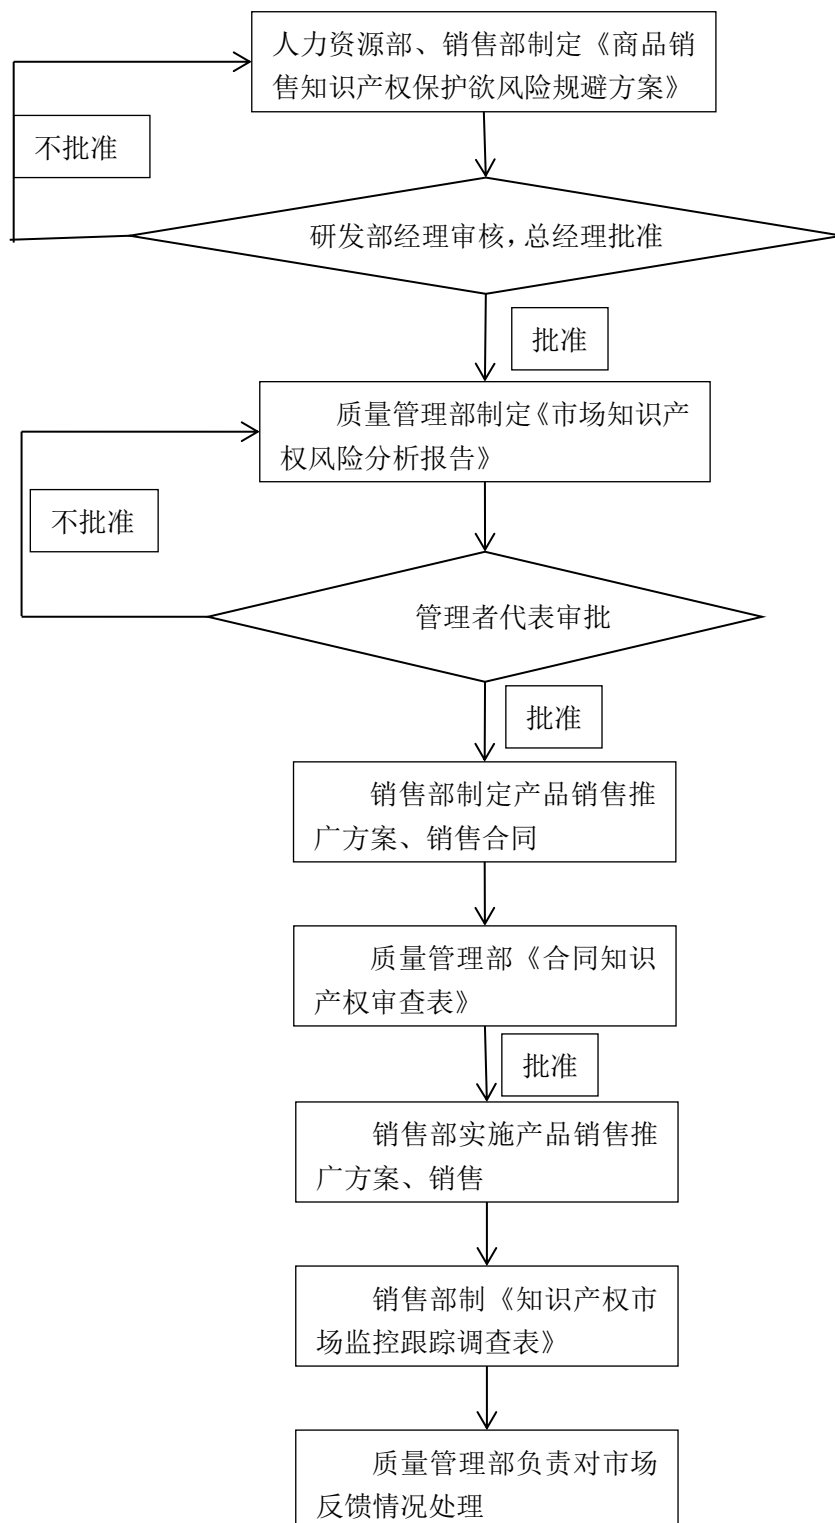 人力资源部、销售部制定《商品销
售知识产权保护欲风险规避方案》
不批准
研发部经理审核，总经理批准
批准
质量管理部制定《市场知识产
权风险分析报告》
不批准
管理者代表审批
批准
销售部制定产品销售推
广方案、销售合同
质量管理部《合同知识
产权审查表》
批准
销售部实施产品销售推
广方案、销售
销售部制《知识产权市
场监控跟踪调查表》
质量管理部负责对市场
反馈情况处理